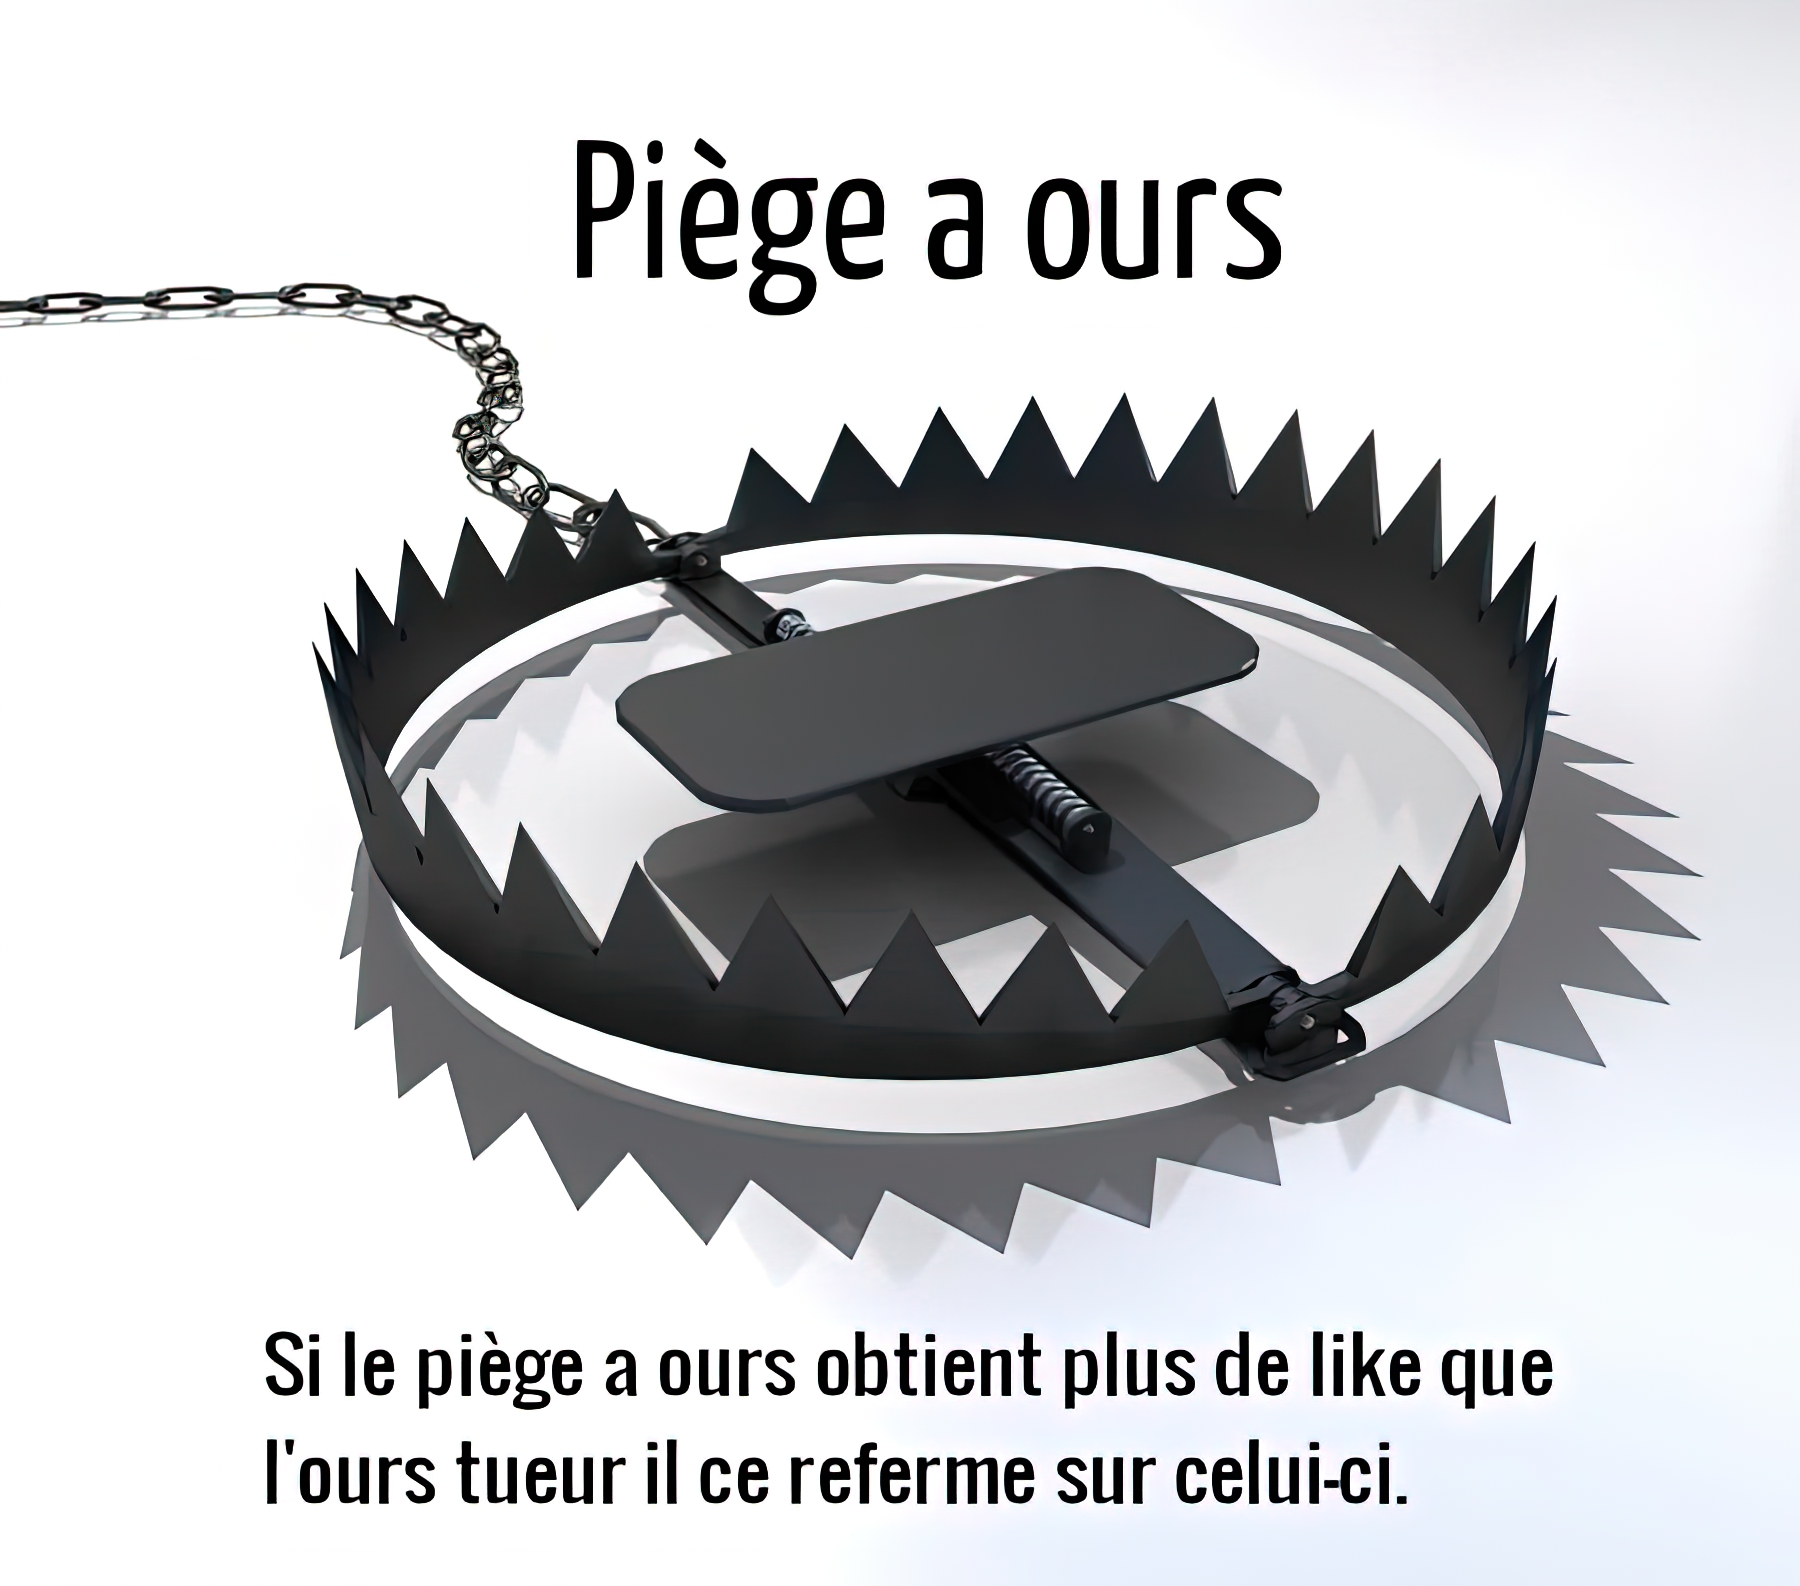 Piège a ours
Si le piège a ours obtient plus de like que
l'ours tueur il ce referme sur celui-ci.